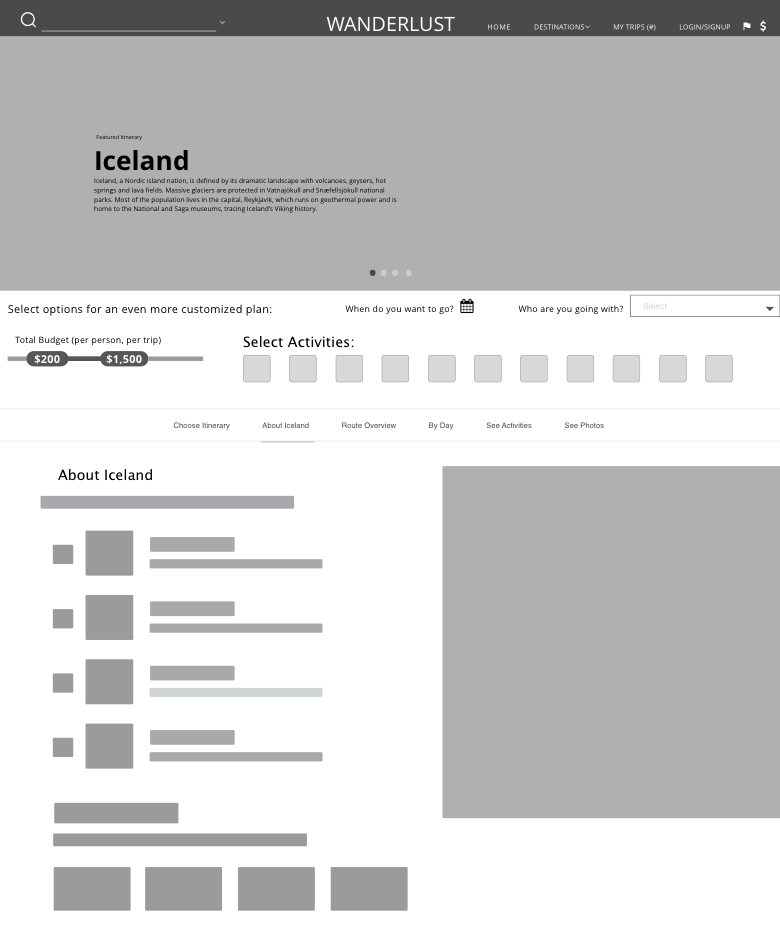 WANDERLUST
HOME DESTINATIONS MY TRIPS (#) LOGIN/SIGNUP $
Featured Itinerary
Iceland
Iceland, a Nordic island nation, is defined by its dramatic landscape with volcanoes, geysers, hot
springs and lava fields. Massive glaciers are protected in Vatnajökull and Snæfellsjökull national
parks. Most of the population lives in the capital, Reykjavik, which runs on geothermal power and is
home to the National and Saga museums, tracing Iceland's Viking history.
Select options for an even more customized plan: When do you want to go? Who are you going with? Select
Total Budget (per person, per trip)
$200 $1,500
Select Activities:
Choose Itinerary About Iceland Route Overview By Day See Activities See Photos
About Iceland